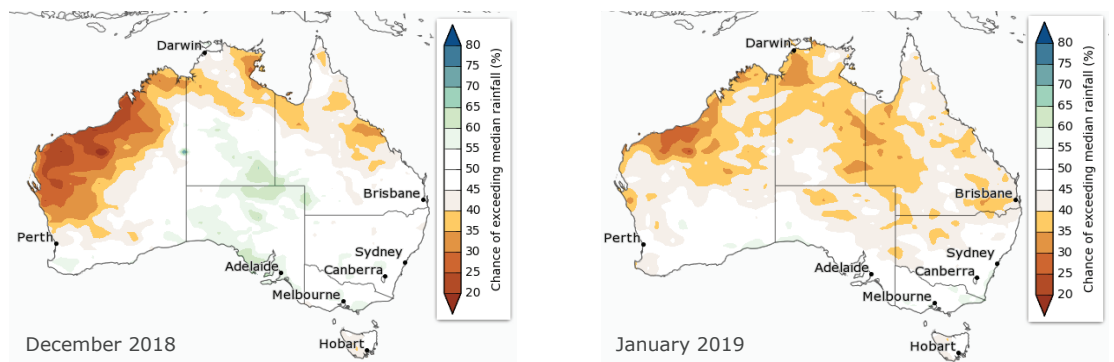 Darwin
Brisbane
Perth
Sydney
Adelaide
Canberra
Melbourne
Hobart
December 2018
80
75
70
65
60
55
50
45
40
35
30
25
20
Chance of exceeding median rainfall (%)
Darwin
Brisbane
Perth
Sydney
Adelaide
Canberra
Melbourne
Hobart
January 2019
80
75
70
65
60
55
50
45
40
35
30
25
20
Chance of exceeding median rainfall (%)